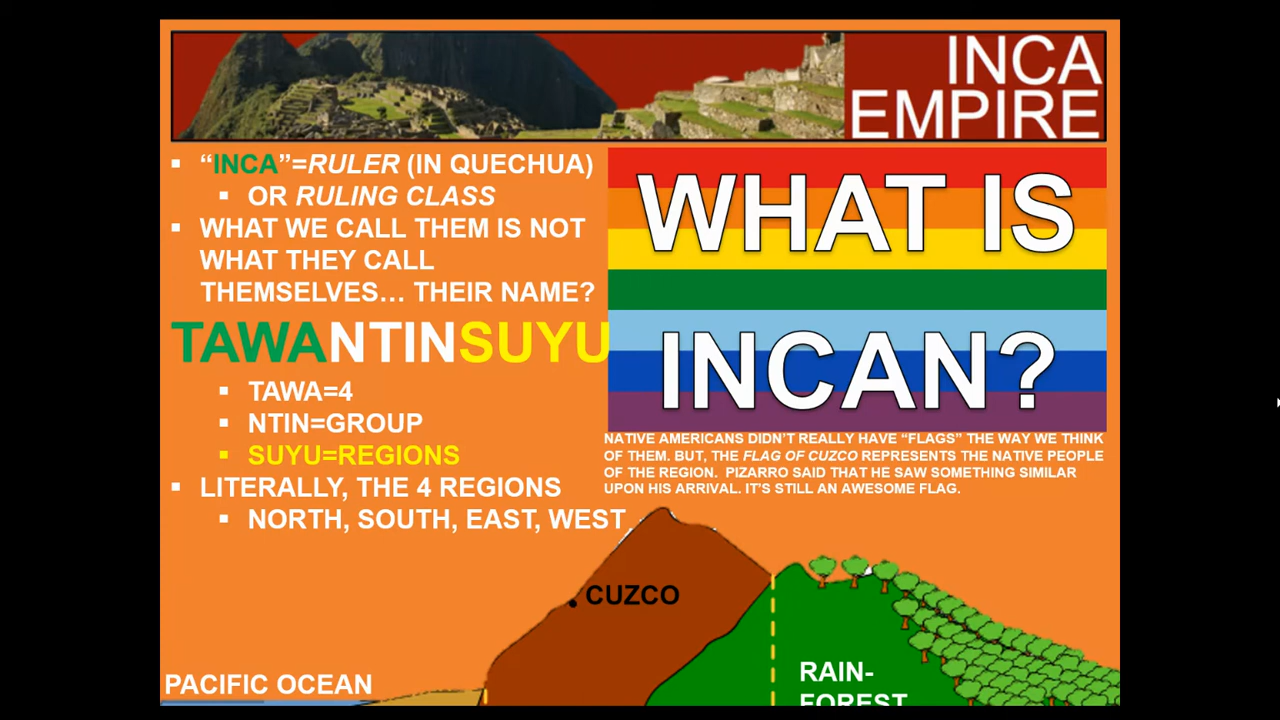 INCA
EMPIRE
▪ “INCA”=RULER (IN QUECHUA)
▪ OR RULING CLASS
▪ WHAT WE CALL THEM IS NOT
WHAT THEY CALL
THEMSELVES… THEIR NAME?
TAWANTINSUYU
▪ TAWA=4
▪ NTIN=GROUP
▪ SUYU=REGIONS
▪ LITERALLY, THE 4 REGIONS
▪ NORTH, SOUTH, EAST, WEST
WHAT IS
INCAN?
NATIVE AMERICANS DIDN’T REALLY HAVE “FLAGS” THE WAY WE THINK
OF THEM. BUT, THE FLAG OF CUZCO REPRESENTS THE NATIVE PEOPLE
OF THE REGION. PIZARRO SAID THAT HE SAW SOMETHING SIMILAR
UPON HIS ARRIVAL. IT’S STILL AN AWESOME FLAG.
CUZCO
PACIFIC OCEAN
RAIN-
FOREST